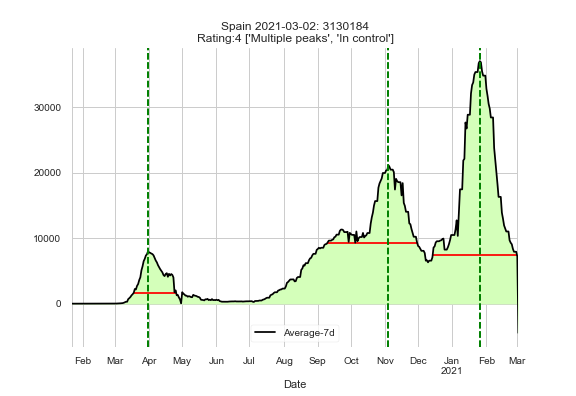 Spain 2021-03-02: 3130184
Rating:4 ['Multiple peaks', 'In control']
30000
20000
10000
0
Average-7d
Feb Mar Apr May Jun Jul Aug Sep Oct Nov Dec Jan Feb Mar
2021
Date